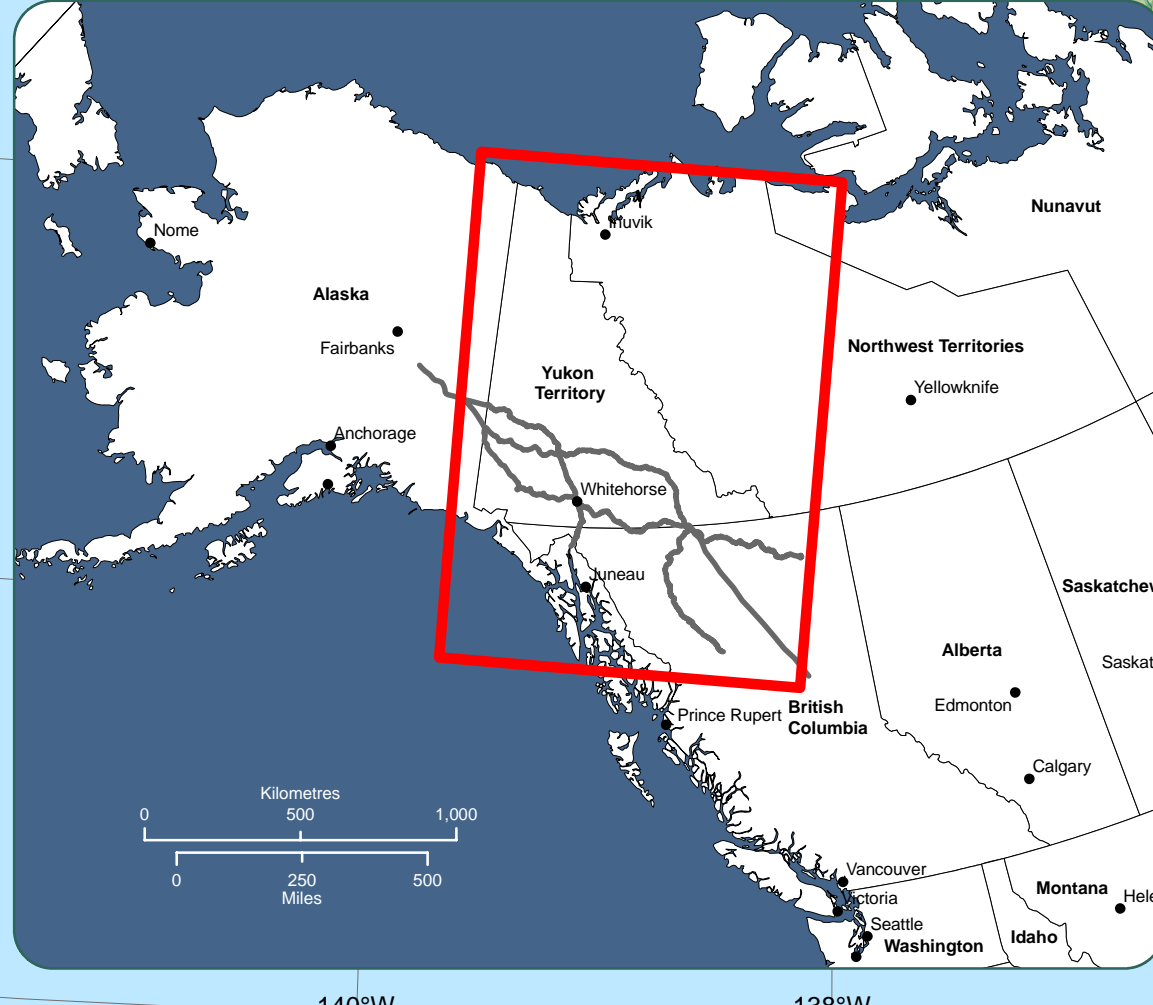 Nunavut
Nome
Inuvik
Alaska
Fairbanks
Northwest Territories
Yukon
Territory
Yellowknife
Anchorage
Whitehorse
Juneau
Saskatchew
Alberta
Saskat
Edmonton
British
Columbia
Prince Rupert
Calgary
Kilometres
0 500 1,000
0 250 500
Miles
Vancouver
Victoria
Seattle
Washington
Idaho
Montana
Hele
140°W 138°W